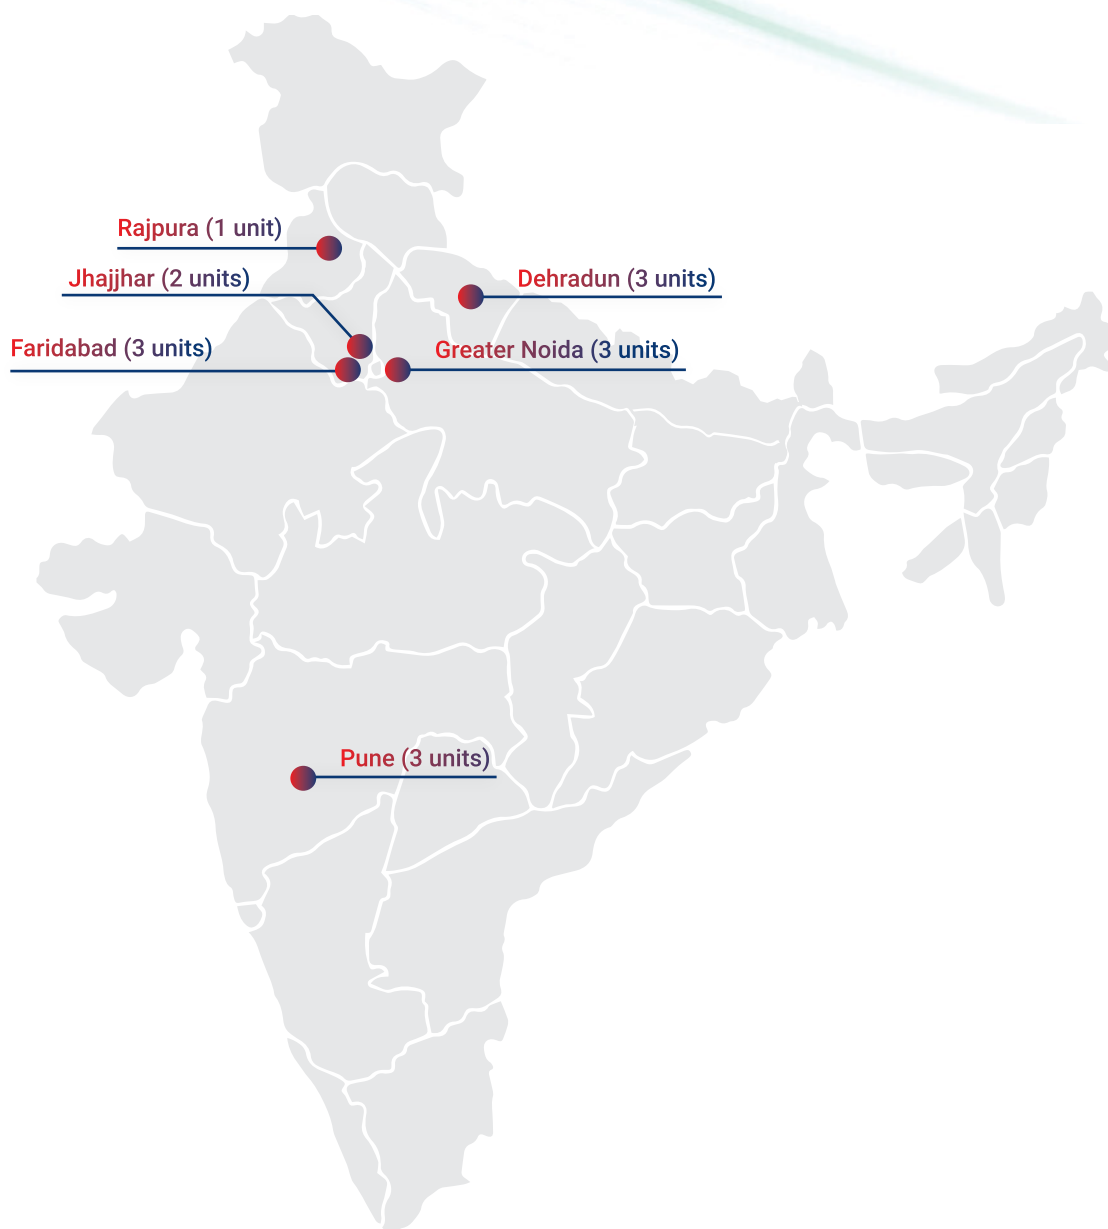 Rajpura (1 unit)
Jhajjhar (2 units)
Dehradun (3 units)
Faridabad (3 units)
Greater Noida (3 units)
Pune (3 units)